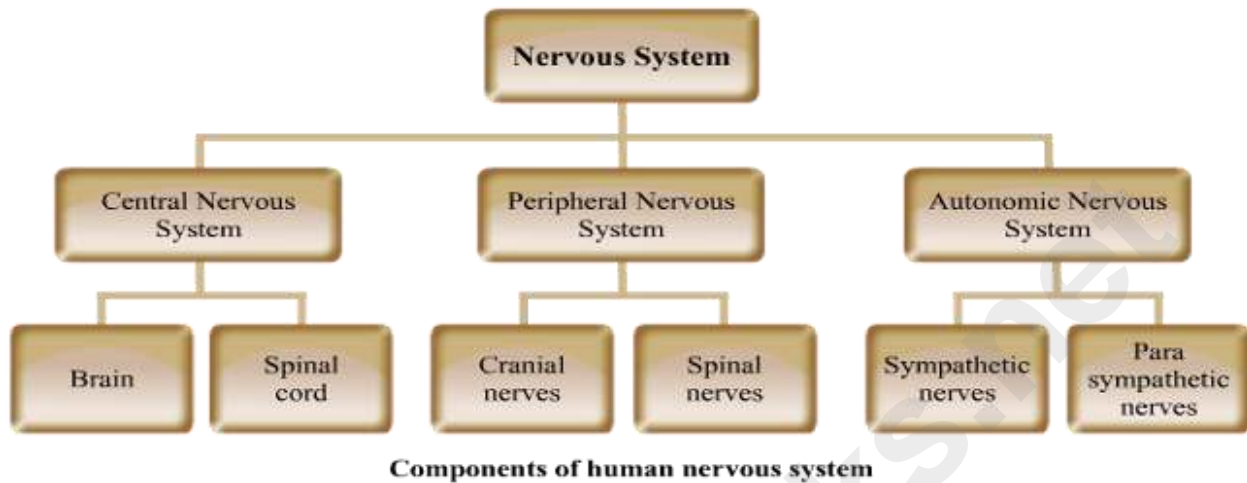 Nervous System
Central Nervous
System
Peripheral Nervous
System
Autonomic Nervous
System
Brain
Spinal
cord
Cranial
nerves
Spinal
nerves
Sympathetic
nerves
Para
sympathetic
nerves
Components of human nervous system